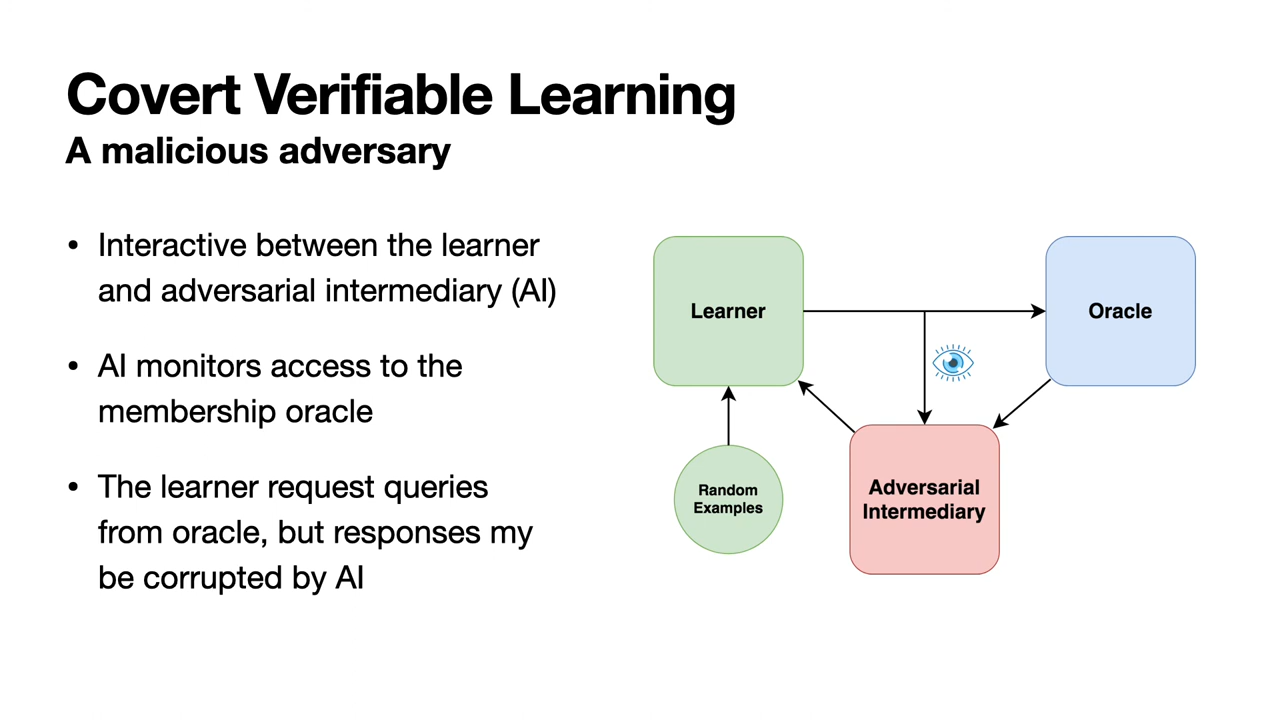 Covert Verifiable Learning
A malicious adversary
• Interactive between the learner
and adversarial intermediary (AI)
• AI monitors access to the
membership oracle
• The learner request queries
from oracle, but responses my
be corrupted by AI
Learner
Oracle
Random
Examples
Adversarial
Intermediary